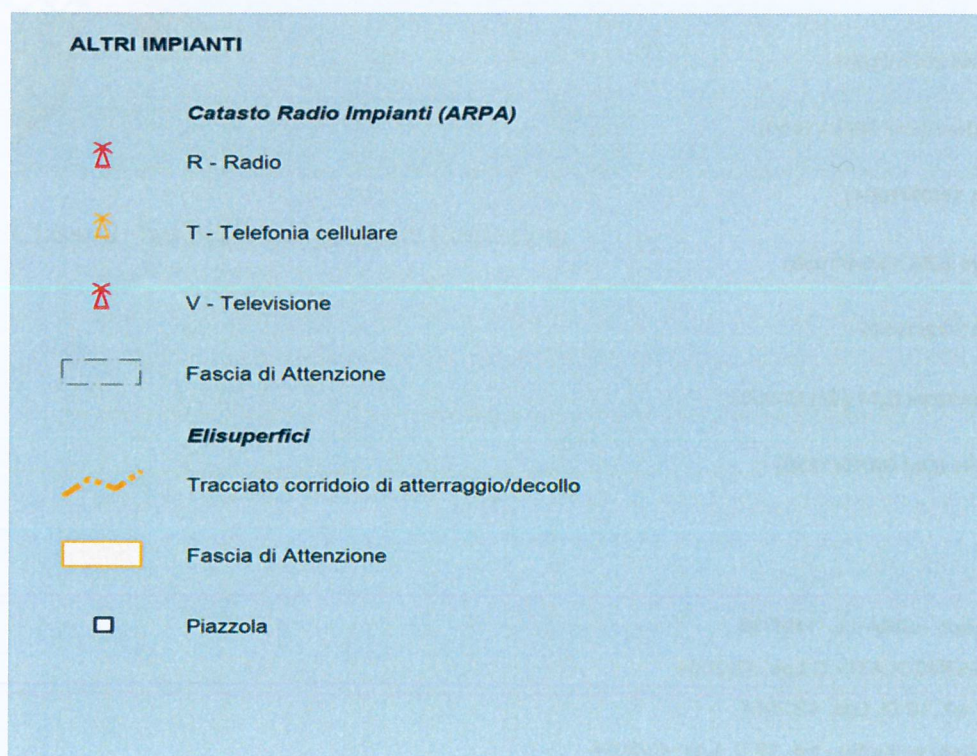 ALTRI IMPIANTI
Catasto Radio Impianti (ARPA)
R - Radio
T - Telefonia cellulare
V - Televisione
Fascia di Attenzione
Elisuperfici
Tracciato corridoio di atterraggio/decollo
Fascia di Attenzione
Piazzola